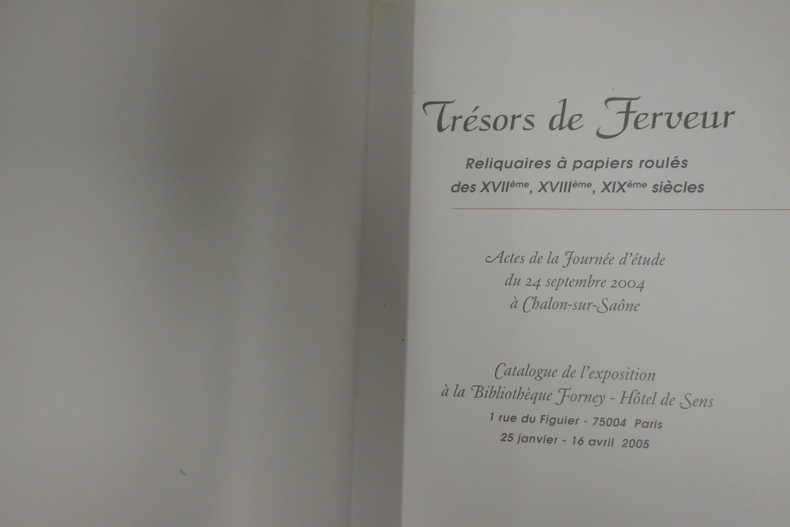 Trésors de Ferveur
Reliquaires à papiers roulés
des XVIIème, XVIIIème, XIXème siècles
Actes de la Journée d'étude
du 24 septembre 2004
à Chalon-sur-Saône
Catalogue de l'exposition
à la Bibliothèque Forney - Hôtel de Sens
1 rue du Figuier - 75004 Paris
25 janvier - 16 avril 2005